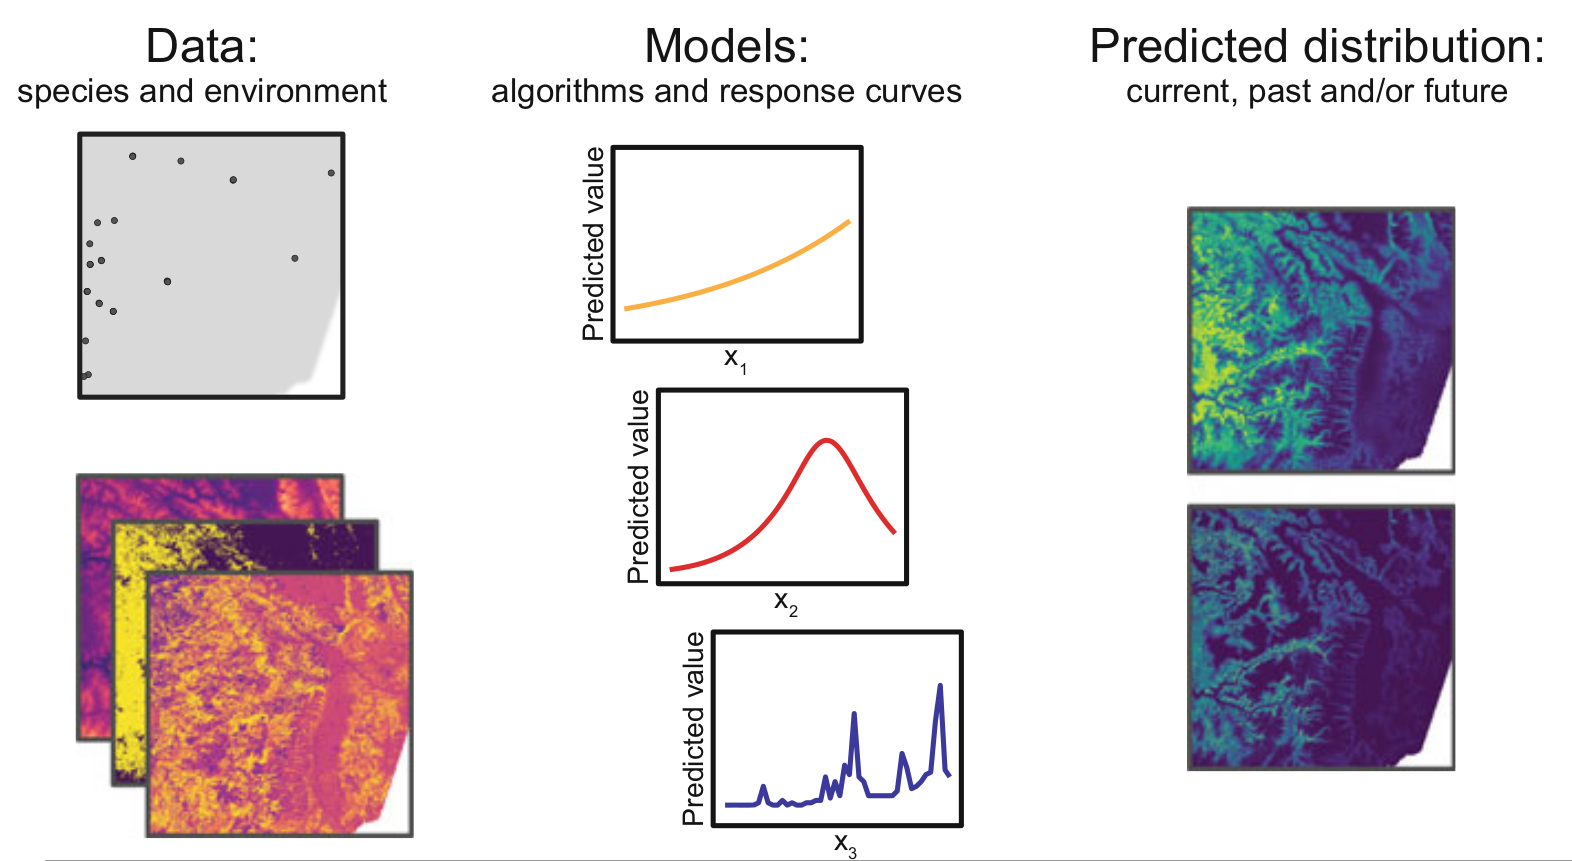 Data:
species and environment
Models:
algorithms and response curves
Predicted distribution:
current, past and/or future
Predicted value
x1
Predicted value
x2
Predicted value
x3